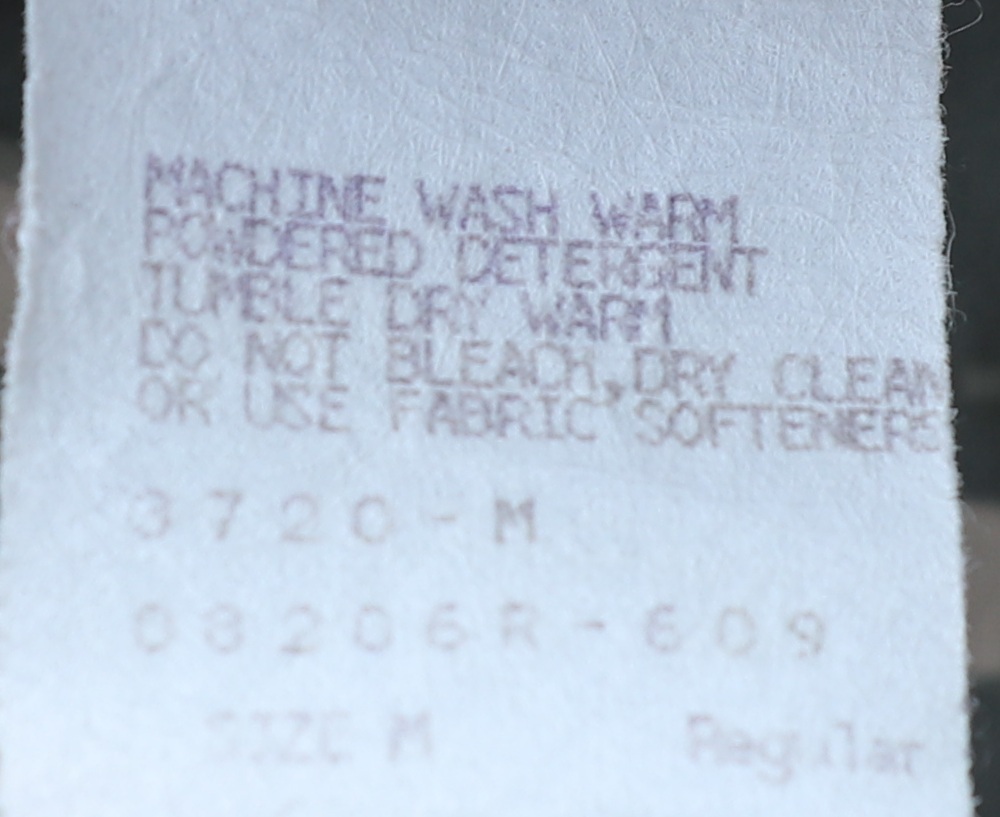 MACHINE WASH WARM
POWDERED DETERGENT
TUMBLE DRY WARM
DO NOT BLEACH,DRY CLEAN
OR USE FABRIC SOFTENERS
3720-M
08206R-609
SIZE M Regular